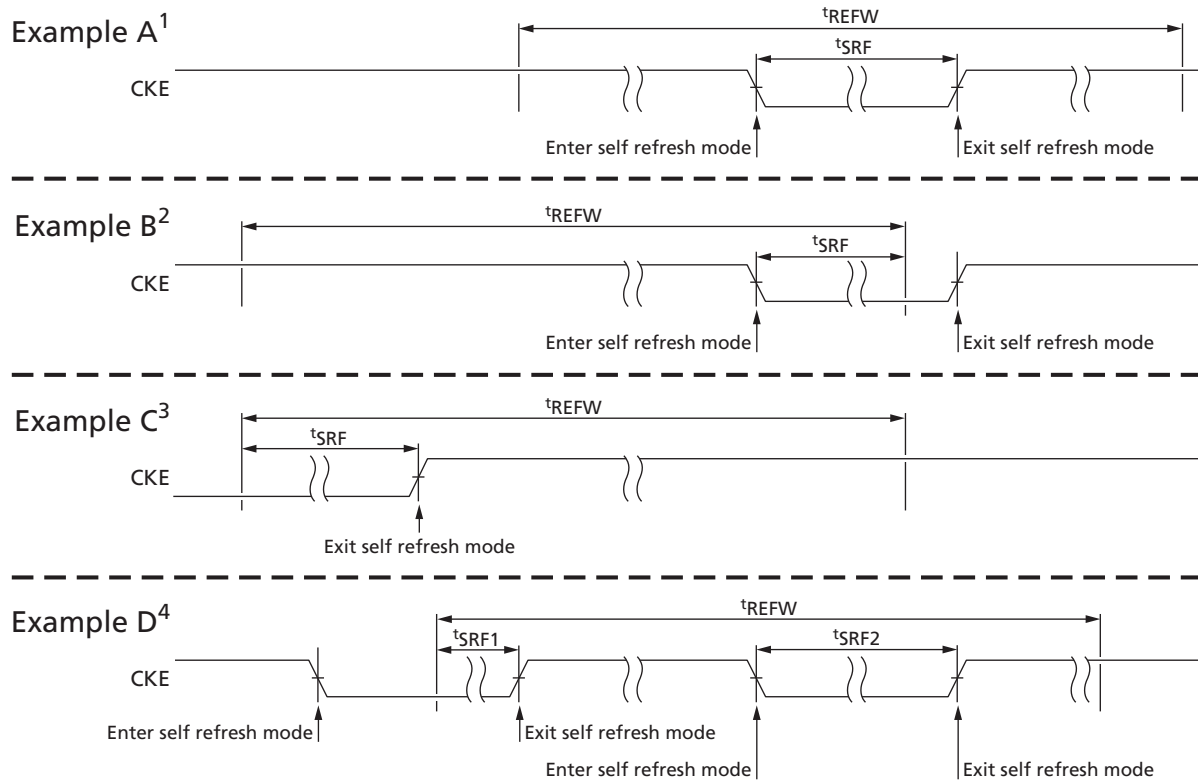 Example A¹
tREFW
tSRF
CKE
Enter self refresh mode
Exit self refresh mode
Example B²
tREFW
tSRF
CKE
Enter self refresh mode
Exit self refresh mode
Example C³
tREFW
tSRF
CKE
Exit self refresh mode
Example D⁴
tREFW
tSRF1
tSRF2
CKE
Enter self refresh mode
Exit self refresh mode
Enter self refresh mode
Exit self refresh mode